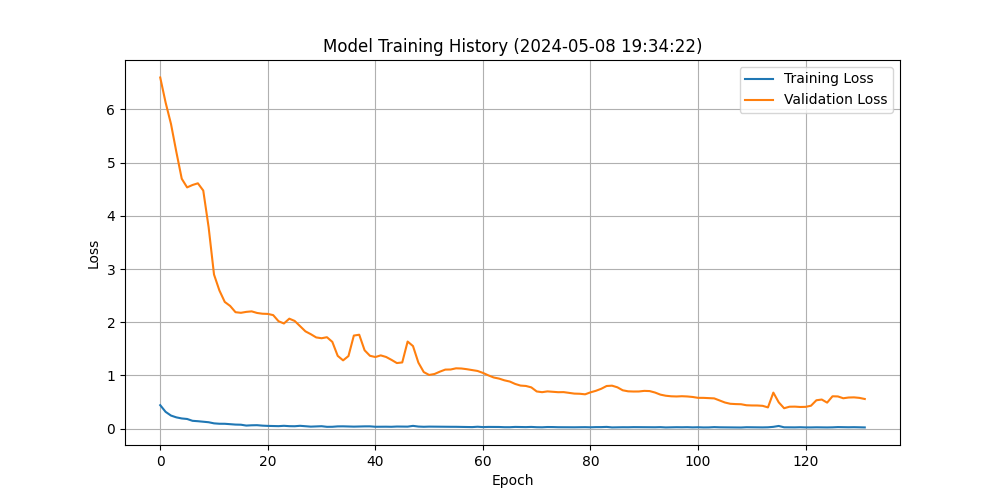 Model Training History (2024-05-08 19:34:22)
Training Loss
Validation Loss
Loss
6
5
4
3
2
1
0
0 20 40 60 80 100 120
Epoch